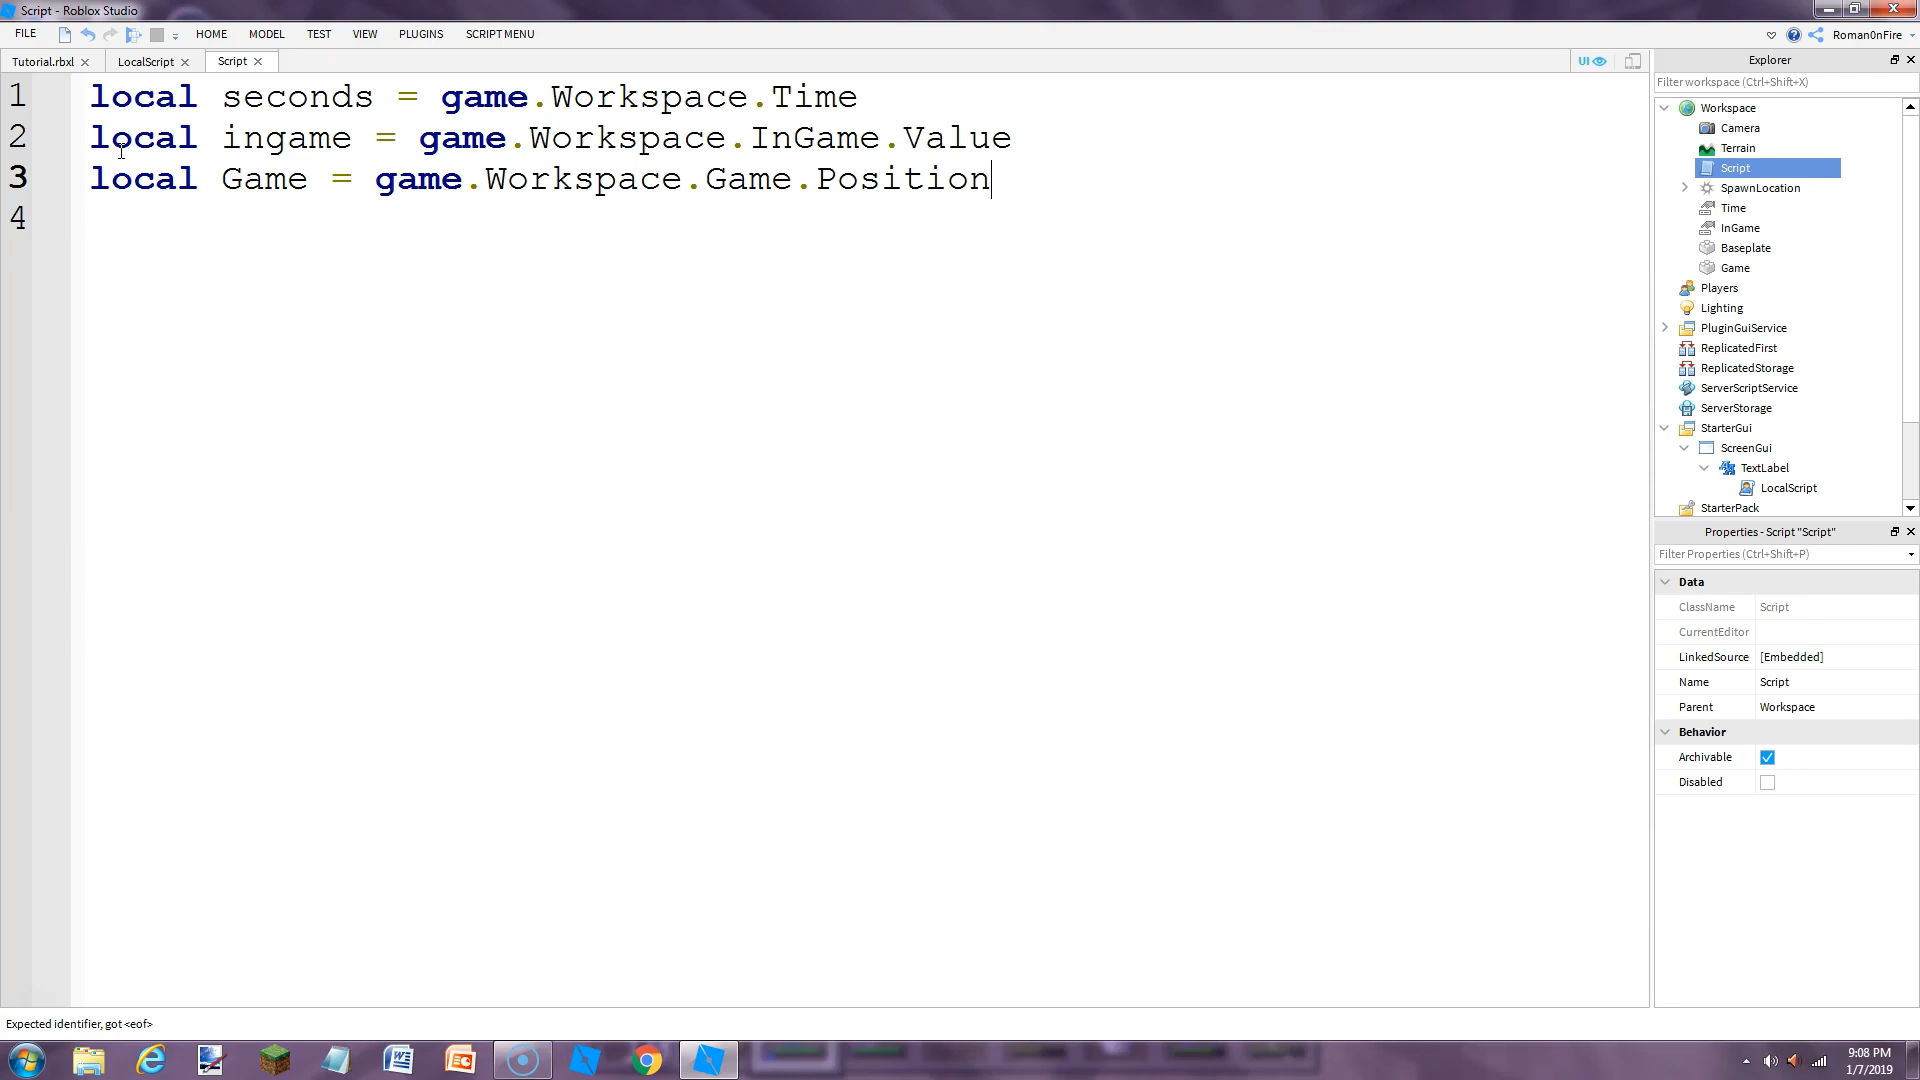 Script - Roblox Studio
FILE HOME MODEL TEST VIEW PLUGINS SCRIPT MENU Roman0nFire
Tutorial.rbxl LocalScript Script UI
1 local seconds = game.Workspace.Time
2 local ingame = game.Workspace.InGame.Value
3 local Game = game.Workspace.Game.Position
4
Explorer
Filter workspace (Ctrl+Shift+X)
Workspace
Camera
Terrain
Script
SpawnLocation
Time
InGame
Baseplate
Game
Players
Lighting
PluginGuiService
ReplicatedFirst
ReplicatedStorage
ServerScriptService
ServerStorage
StarterGui
ScreenGui
TextLabel
LocalScript
StarterPack
Properties - Script "Script"
Filter Properties (Ctrl+Shift+P)
Data
ClassName Script
CurrentEditor
LinkedSource [Embedded]
Name Script
Parent Workspace
Behavior
Archivable
Disabled
Expected identifier, got <eof>
9:08 PM
1/7/2019